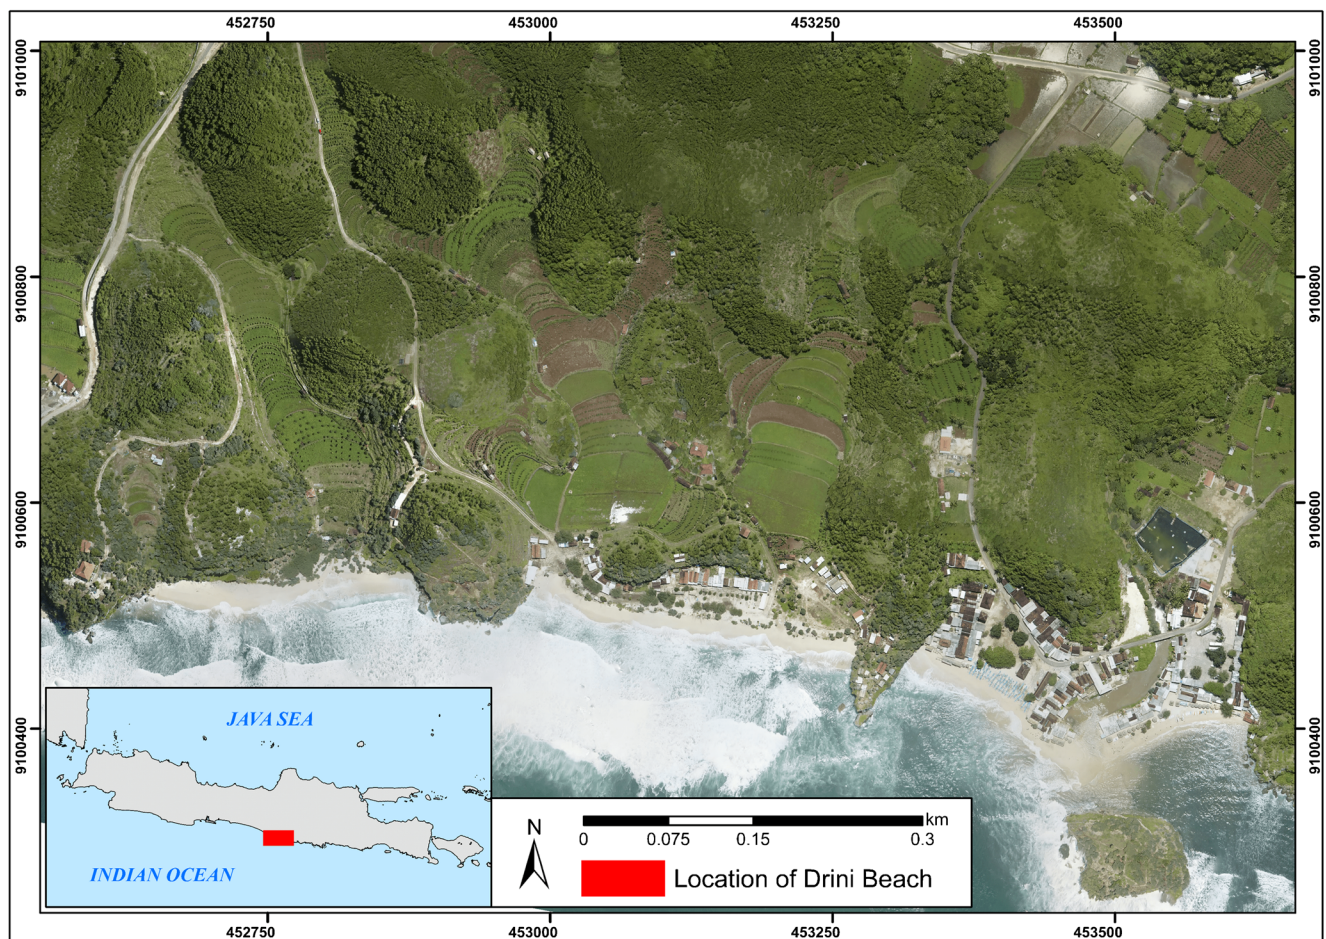 452750 453000 453250 453500
9101000 9101000
9100800 9100800
9100600 9100600
9100400 9100400
JAVA SEA
INDIAN OCEAN
N
km
0 0.075 0.15 0.3
Location of Drini Beach
452750 453000 453250 453500